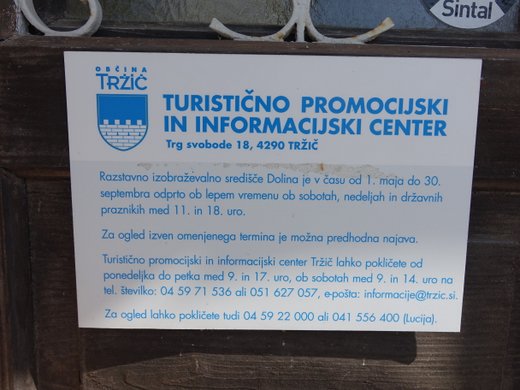 Sintal
OBČINA
TRŽIČ
TURISTIČNO PROMOCIJSKI
IN INFORMACIJSKI CENTER
Trg svobode 18, 4290 TRŽIČ
Razstavno izobraževalno središče Dolina je v času od 1. maja do 30.
septembra odprto ob lepem vremenu ob sobotah, nedeljah in državnih
praznikih med 11. in 18. uro.
Za ogled izven omenjenega termina je možna predhodna najava.
Turistično promocijski in informacijski center Tržič lahko pokličete od
ponedeljka do petka med 9. in 17. uro, ob sobotah med 9. in 14. uro na
tel. številko: 04 59 71 536 ali 051 627 057, e-pošta: informacije@trzic.si.
Za ogled lahko pokličete tudi 04 59 22 000 ali 041 556 400 (Lucija).